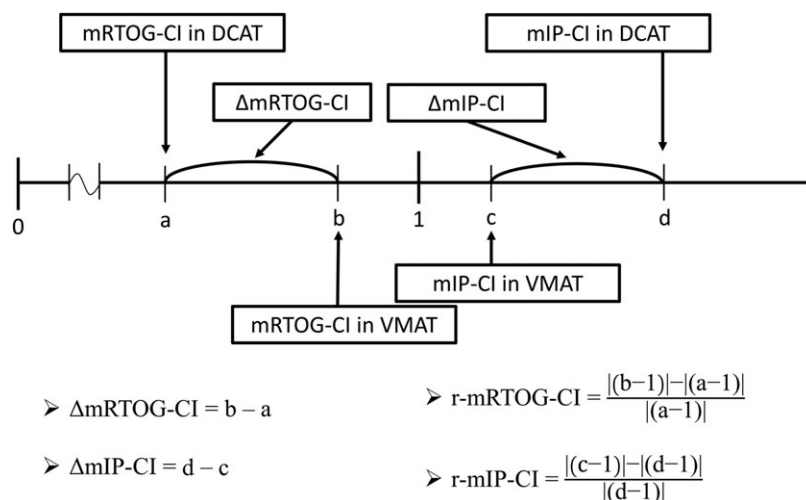 mRTOG-CI in DCAT
mIP-CI in DCAT
ΔmRTOG-CI
ΔmIP-CI
0
a
b
1
c
d
mIP-CI in VMAT
mRTOG-CI in VMAT
➢ ΔmRTOG-CI = b – a
➢ r-mRTOG-CI = |(b−1)|−|(a−1)| / |(a−1)|
➢ ΔmIP-CI = d – c
➢ r-mIP-CI = |(c−1)|−|(d−1)| / |(d−1)|